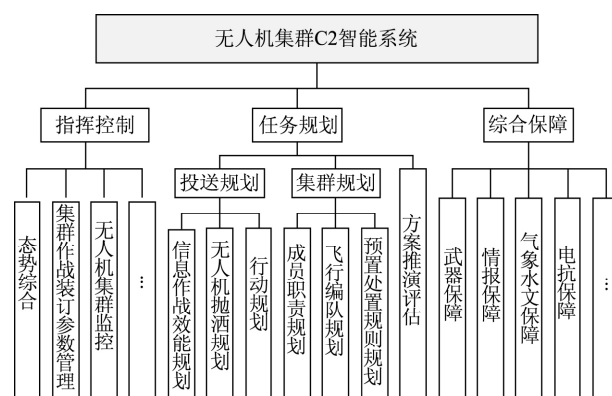 无人机集群C2智能系统
指挥控制
任务规划
综合保障
投送规划
集群规划
态势综合
集群作战装订参数管理
无人机集群监控
...
信息作战效能规划
无人机抛洒规划
行动规划
成员职责规划
飞行编队规划
预置处置规则规划
方案推演评估
武器保障
情报保障
气象水文保障
电抗保障
...